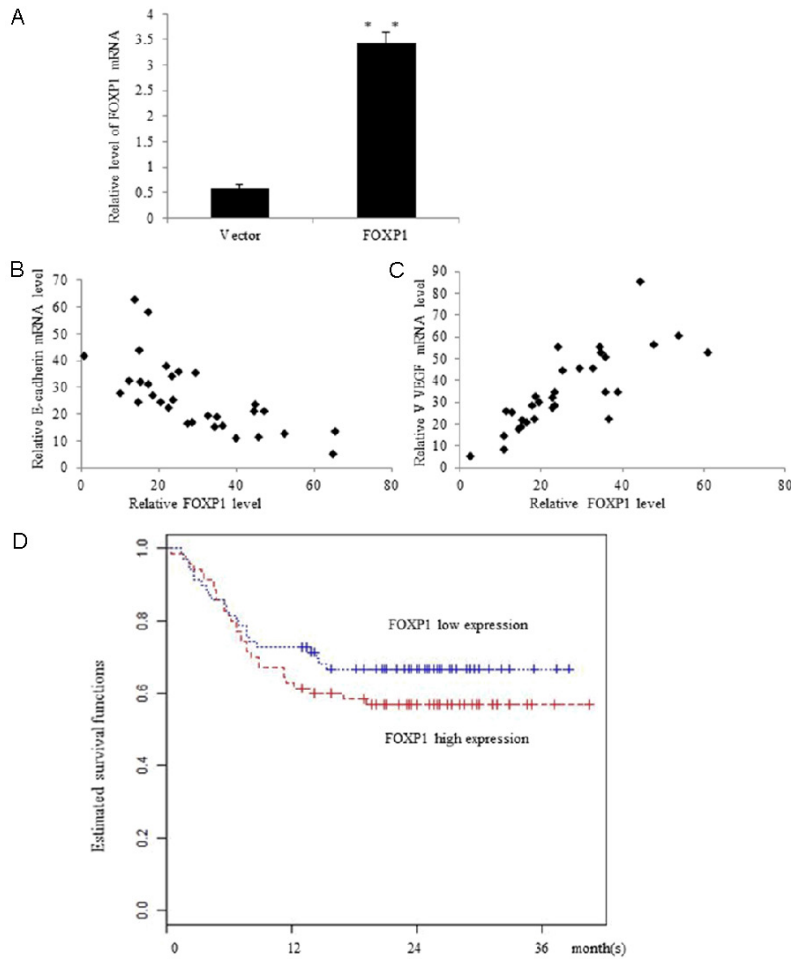 A
Relative level of FOXP1 mRNA
4
3.5
3
2.5
2
1.5
1
0.5
0
* *
Vector
FOXP1
B
Relative E-cadherin mRNA level
70
60
50
40
30
20
10
0
0 20 40 60 80
Relative FOXP1 level
C
Relative V VEGF mRNA level
90
80
70
60
50
40
30
20
10
0
0 20 40 60 80
Relative FOXP1 level
D
Estimated survival functions
1.0
0.8
0.6
0.4
0.2
0.0
FOXP1 low expression
FOXP1 high expression
0 12 24 36 month(s)